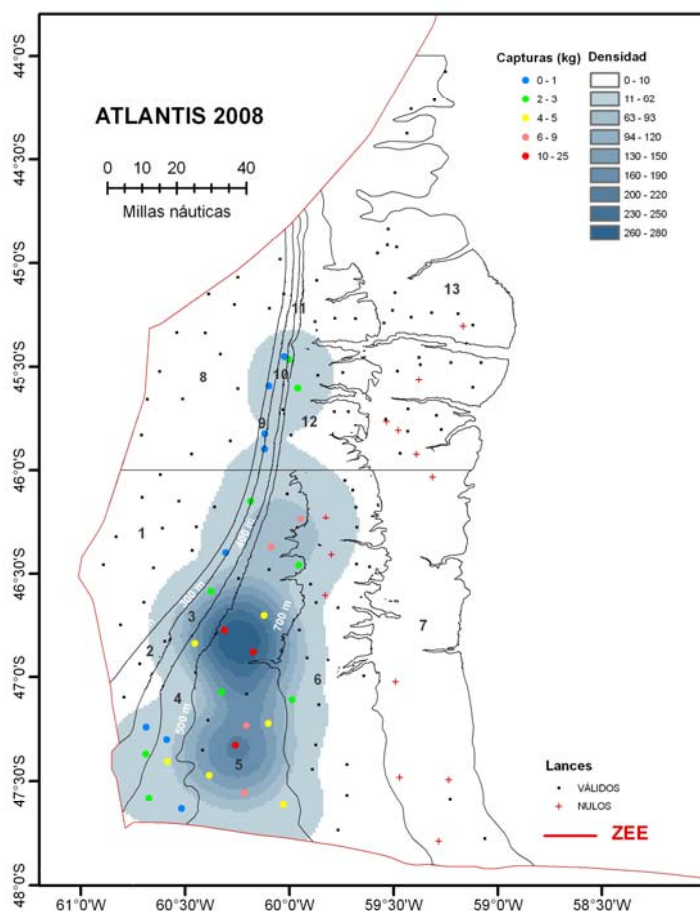 ATLANTIS 2008
0 10 20 40
Millas náuticas
Capturas (kg)
0 - 1
2 - 3
4 - 5
6 - 9
10 - 25
Densidad
0 - 10
11 - 62
63 - 93
94 - 120
130 - 150
160 - 190
200 - 220
230 - 250
260 - 280
44°0'S
44°30'S
45°0'S
45°30'S
46°0'S
46°30'S
47°0'S
47°30'S
48°0'S
13
11
8
10
9
12
1
400 m
300 m
3
700 m
7
2
4
6
500 m
5
Lances
VÁLIDOS
NULOS
ZEE
61°0'W
60°30'W
60°0'W
59°30'W
59°0'W
58°30'W